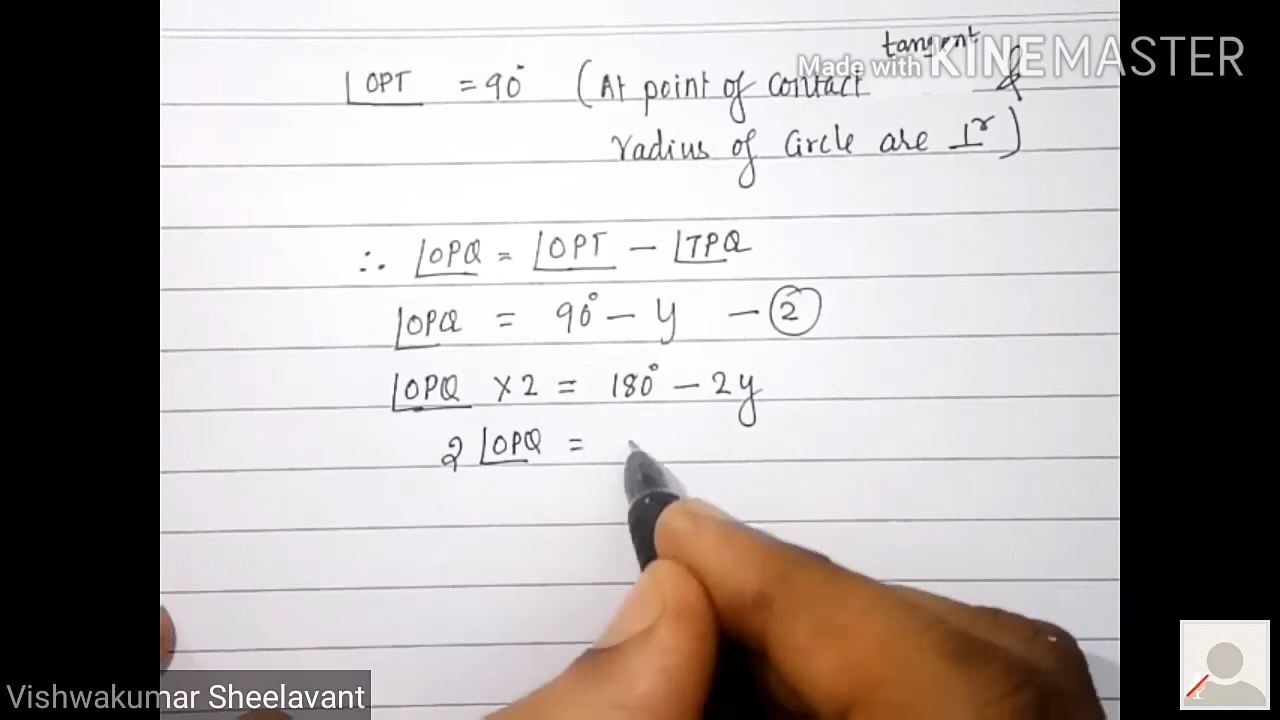 tangent
Made with KINEMASTER
∠OPT = 90° (At point of contact &
radius of circle are ⊥r)
∴ ∠OPQ = ∠OPT − ∠TPQ
∠OPQ = 90° − y − ②
∠OPQ × 2 = 180° − 2y
2 ∠OPQ =
Vishwakumar Sheelavant